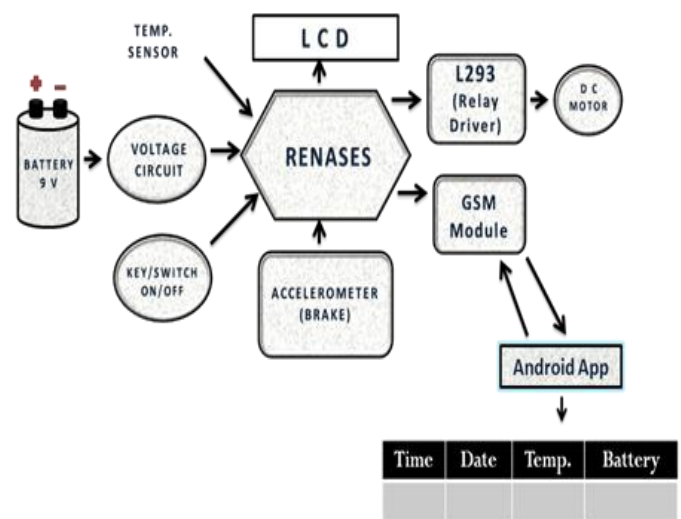 TEMP.
SENSOR
L C D
L293
(Relay
Driver)
D C
MOTOR
+ -
BATTERY
9 V
VOLTAGE
CIRCUIT
RENASES
GSM
Module
KEY/SWITCH
ON/OFF
ACCELEROMETER
(BRAKE)
Android App
Time Date Temp. Battery